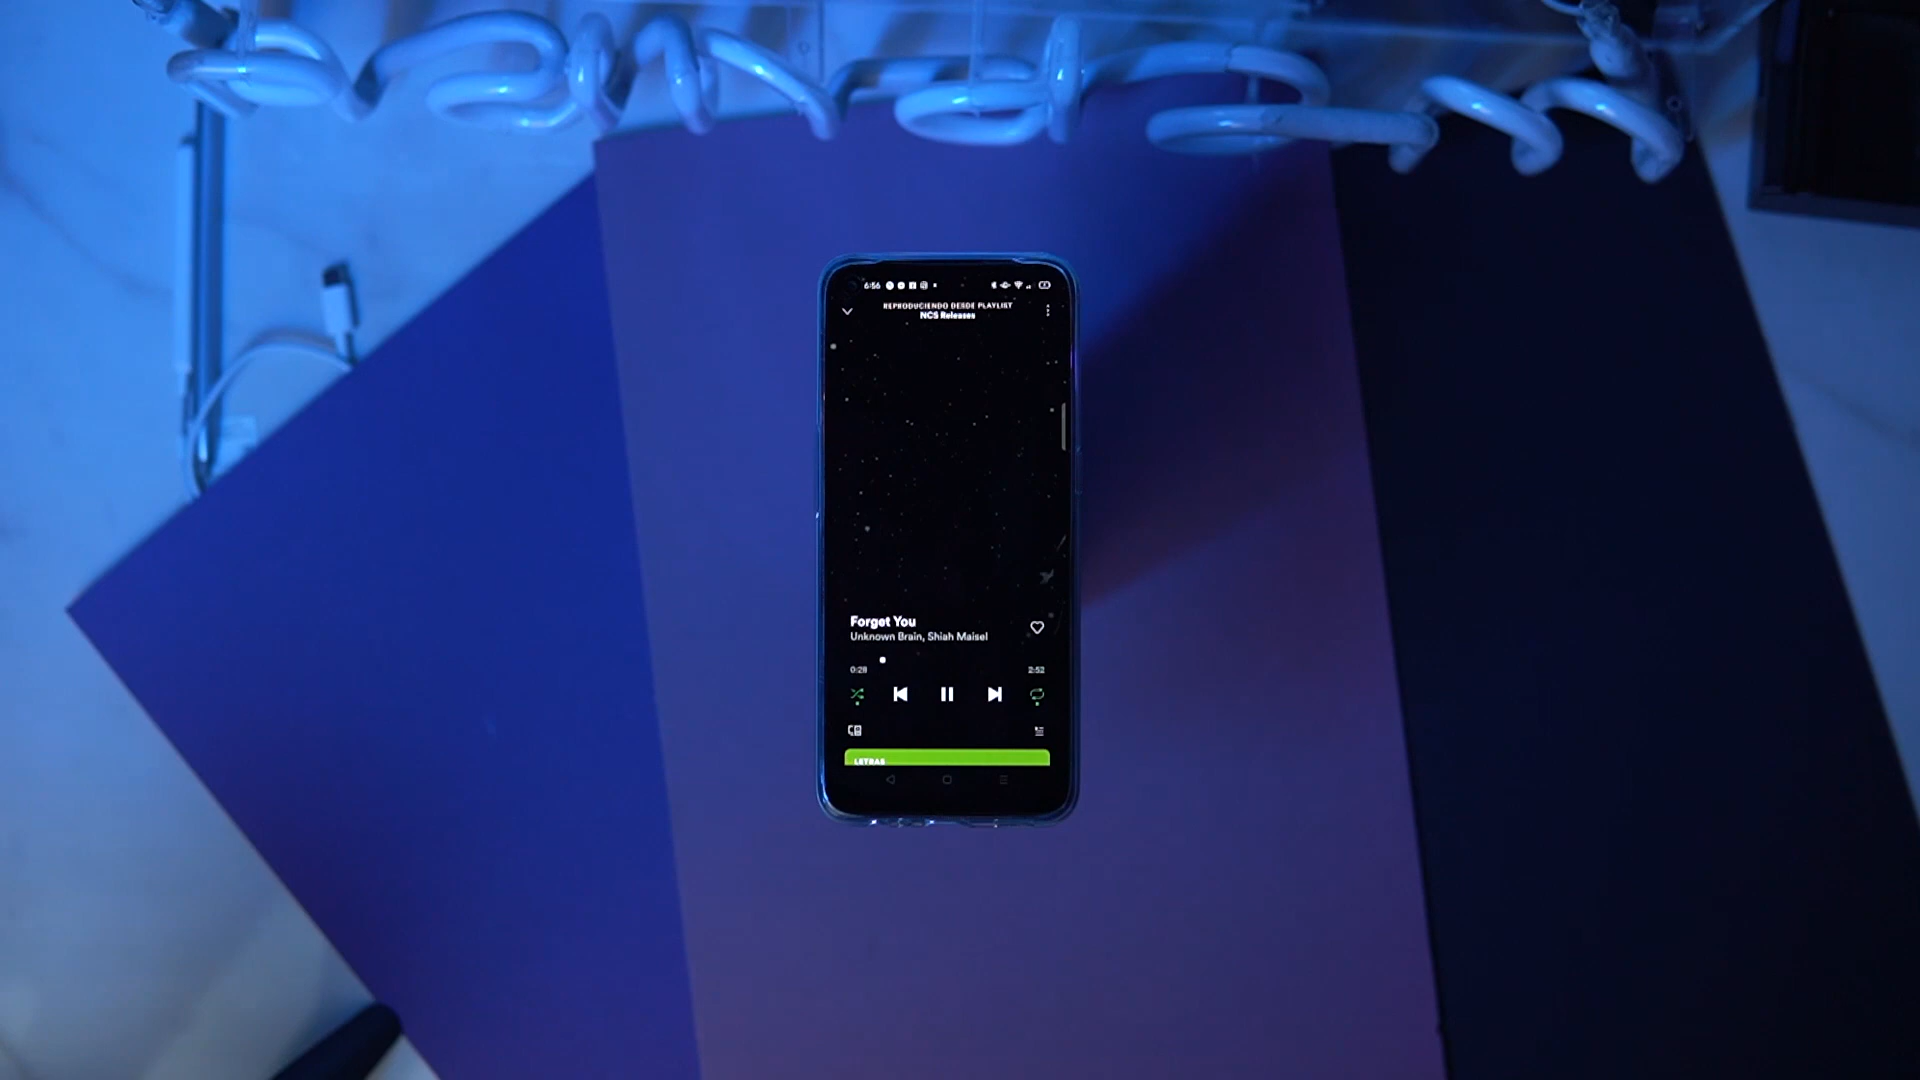 6:56
REPRODUCIENDO DESDE PLAYLIST
NCS Releases
Forget You
Unknown Brain, Shiah Maisel
0:28
2:52
LETRAS